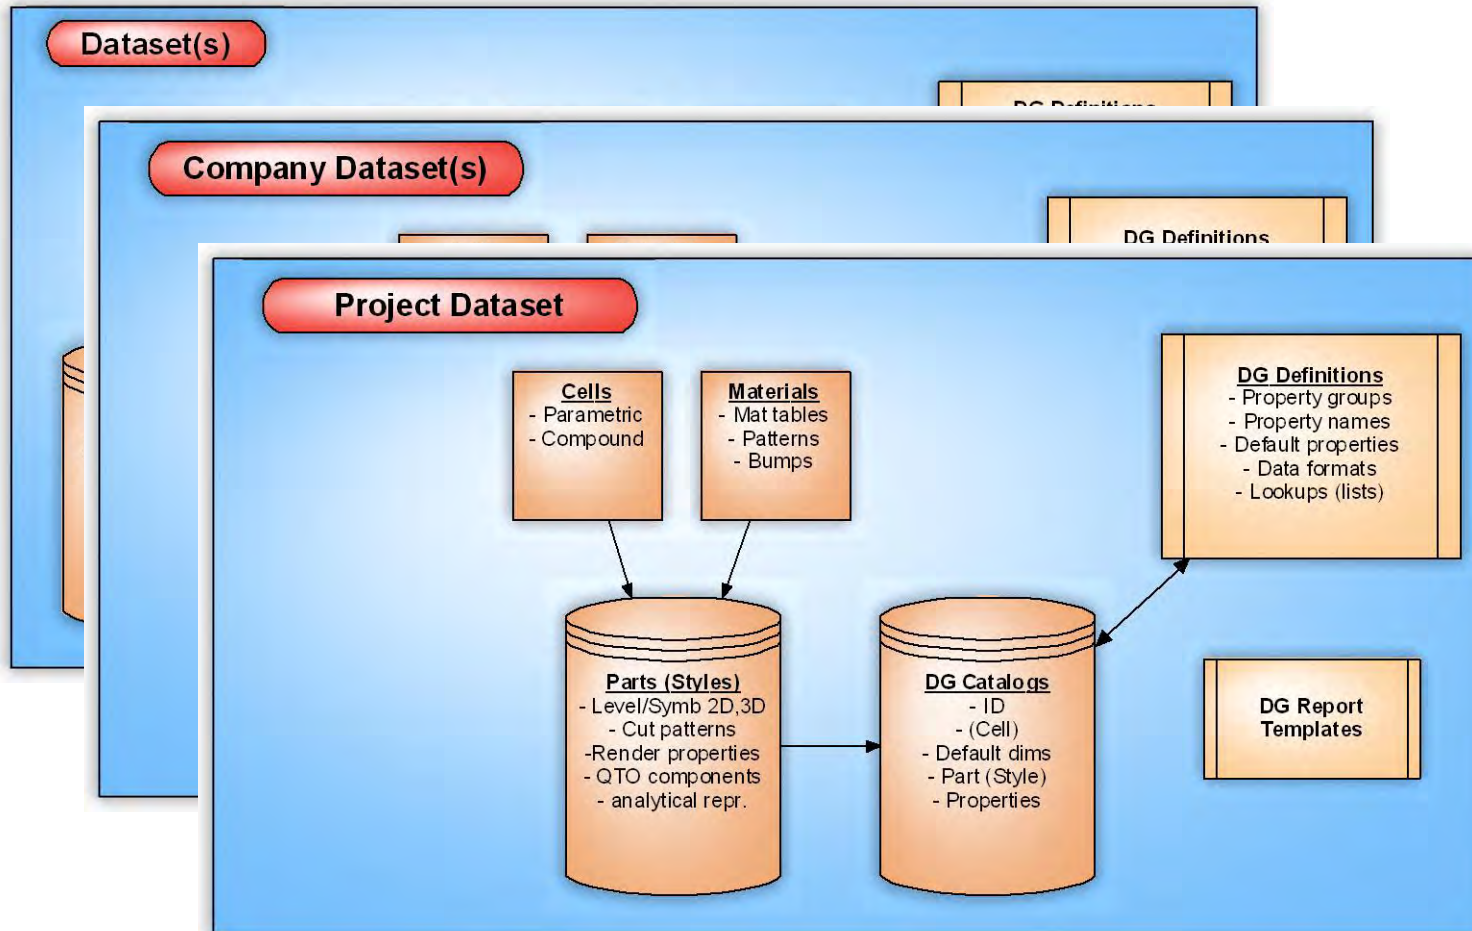 Dataset(s)
DG Definitions
Company Dataset(s)
DG Definitions
Project Dataset
Cells
- Parametric
- Compound
Materials
- Mat tables
- Patterns
- Bumps
DG Definitions
- Property groups
- Property names
- Default properties
- Data formats
- Lookups (lists)
Parts (Styles)
- Level/Symb 2D,3D
- Cut patterns
-Render properties
- QTO components
- analytical repr.
DG Catalogs
- ID
- (Cell)
- Default dims
- Part (Style)
- Properties
DG Report
Templates